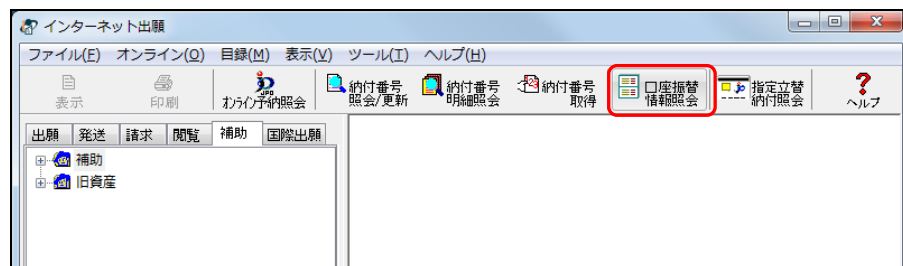 インターネット出願
ファイル(F) オンライン(O) 目録(M) 表示(V) ツール(T) ヘルプ(H)
表示
印刷
JPO
オンライン予納照会
納付番号
照会/更新
納付番号
明細照会
納付番号
取得
口座振替
情報照会
指定立替
納付照会
ヘルプ
出願 発送 請求 閲覧 補助 国際出願
補助
旧資産